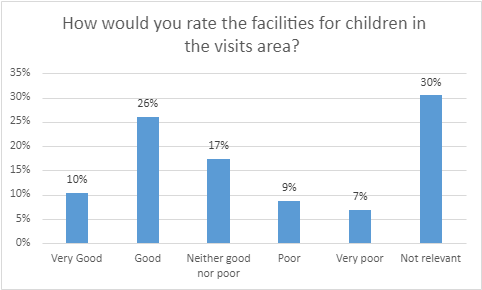 How would you rate the facilities for children in
the visits area?
35%
30%
25%
20%
15%
10%
5%
0%
10%
26%
17%
9%
7%
30%
Very Good
Good
Neither good
nor poor
Poor
Very poor
Not relevant